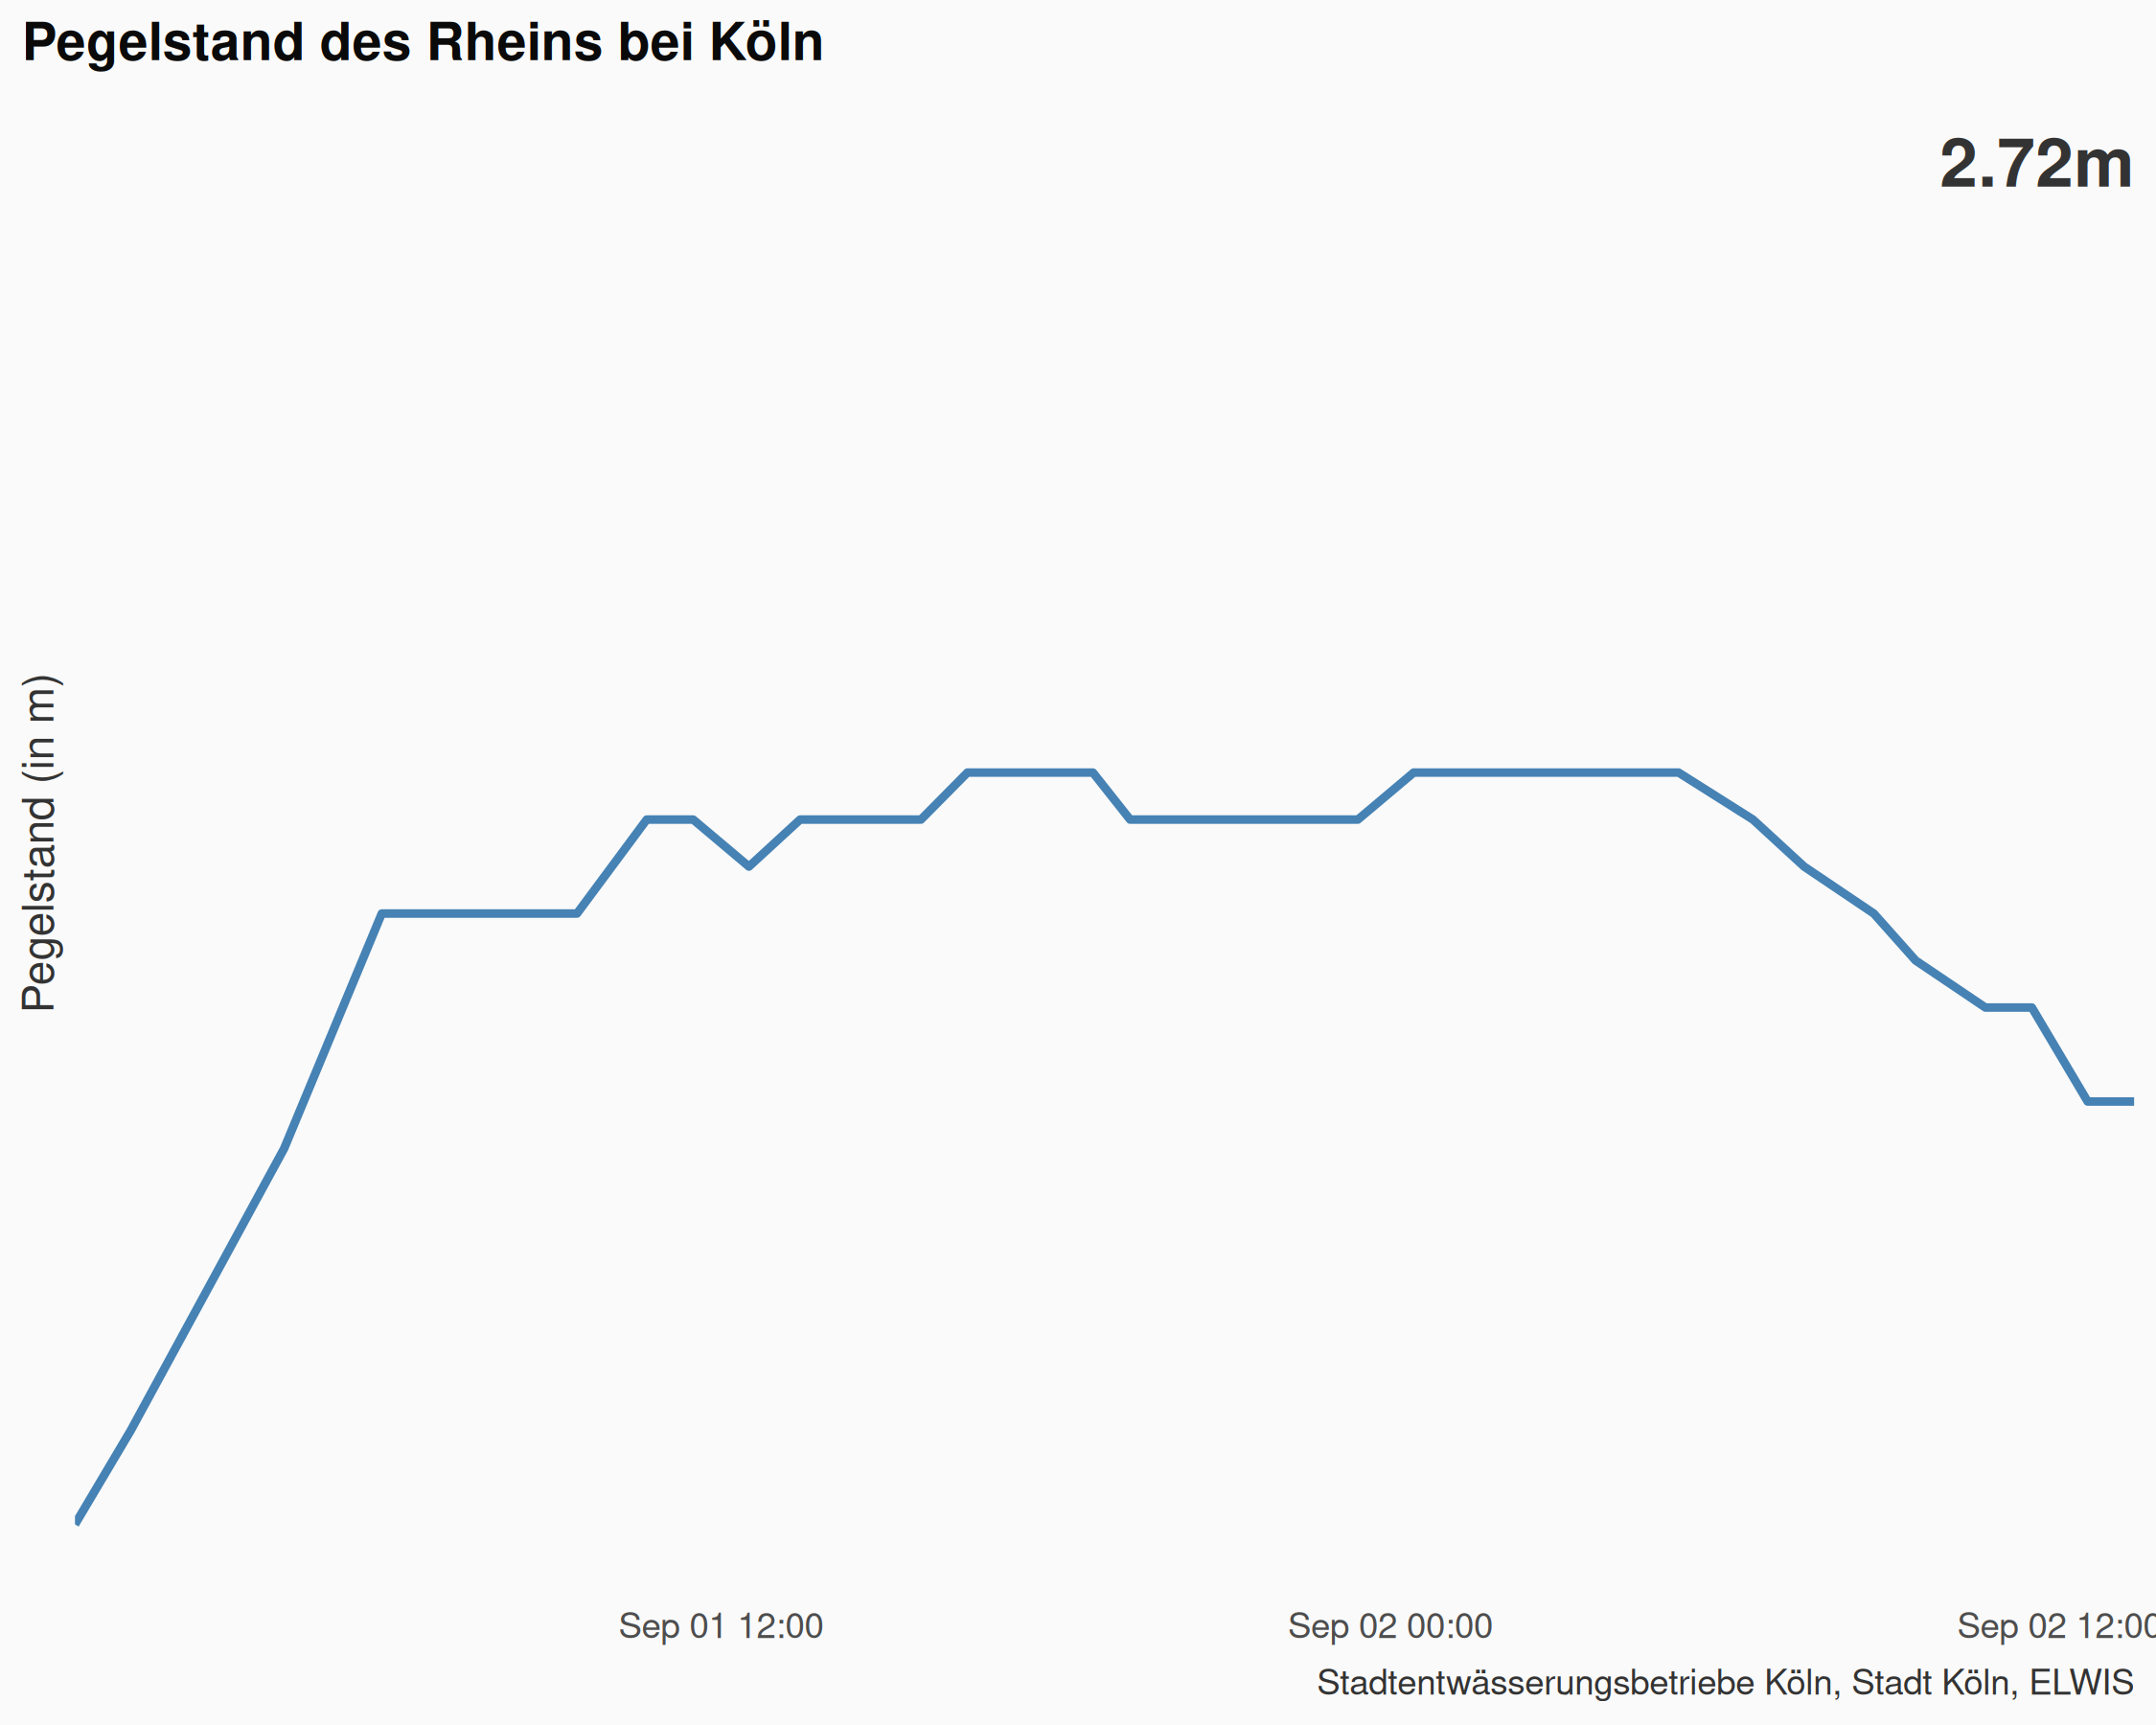 Pegelstand des Rheins bei Köln
2.72m
Pegelstand (in m)
Sep 01 12:00
Sep 02 00:00
Sep 02 12:00
Stadtentwässerungsbetriebe Köln, Stadt Köln, ELWIS